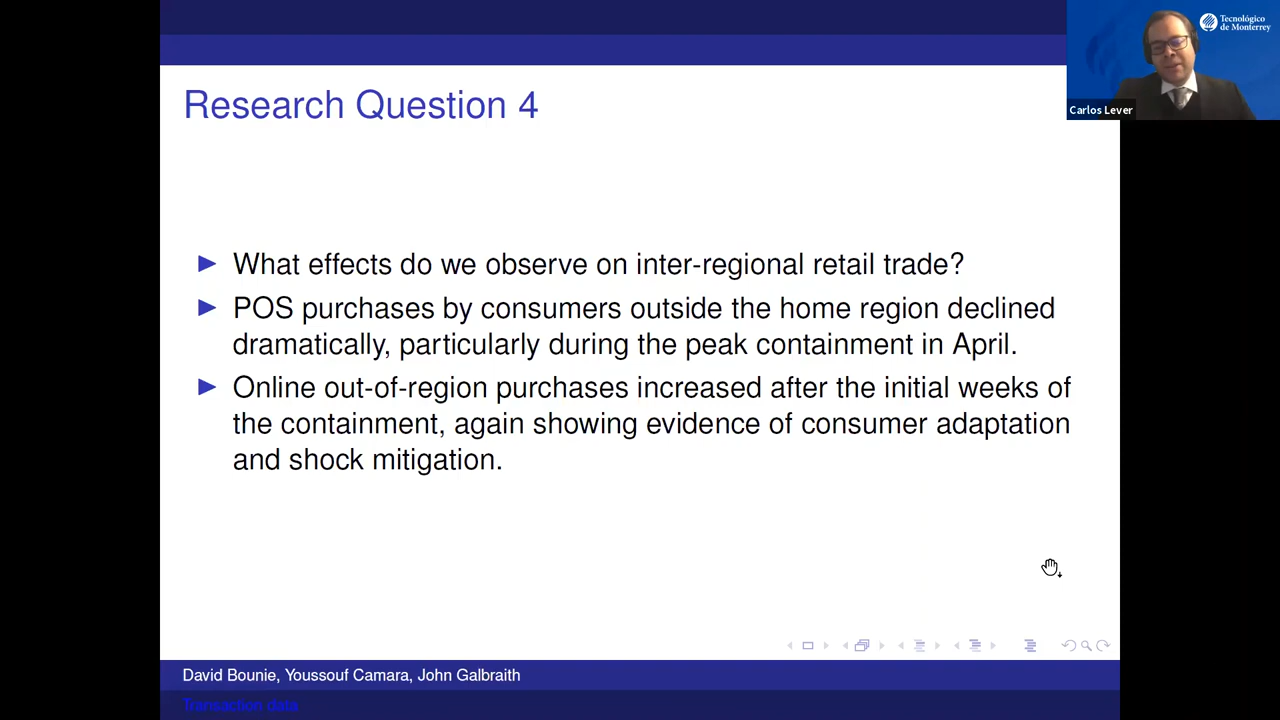 Tecnológico
de Monterrey
Carlos Lever
Research Question 4
What effects do we observe on inter-regional retail trade?
POS purchases by consumers outside the home region declined
dramatically, particularly during the peak containment in April.
Online out-of-region purchases increased after the initial weeks of
the containment, again showing evidence of consumer adaptation
and shock mitigation.
David Bounie, Youssouf Camara, John Galbraith
Transaction data